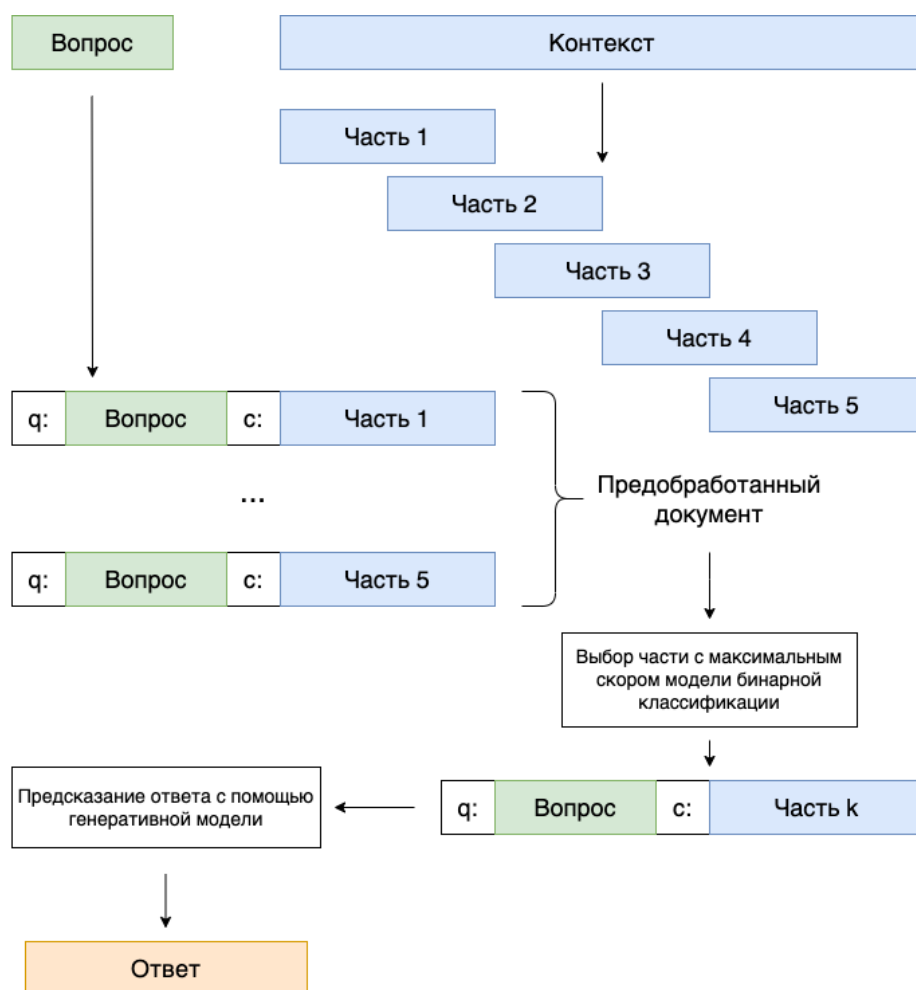 Вопрос
Контекст
Часть 1
Часть 2
Часть 3
Часть 4
Часть 5
q: Вопрос c: Часть 1
...
q: Вопрос c: Часть 5
Предобработанный
документ
Выбор части с максимальным
скором модели бинарной
классификации
q: Вопрос c: Часть k
Предсказание ответа с помощью
генеративной модели
Ответ